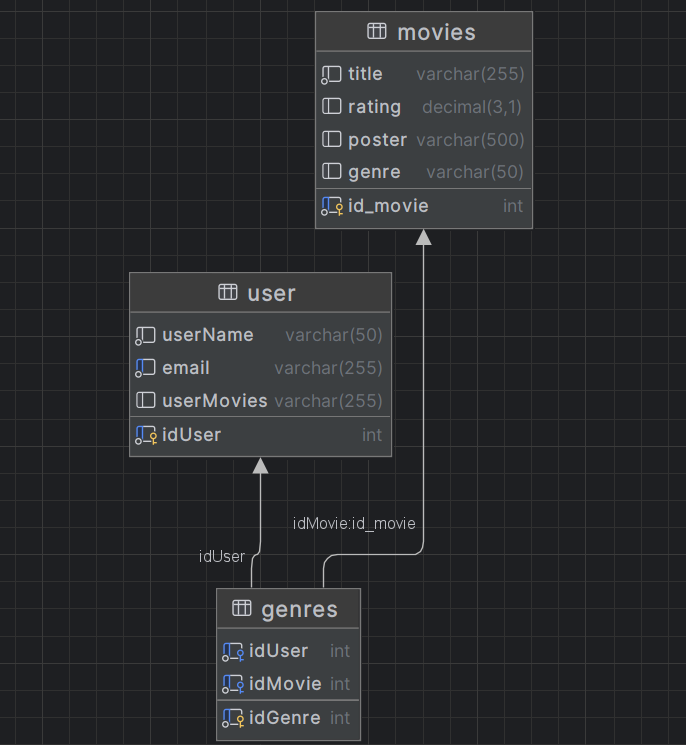 movies
title varchar(255)
rating decimal(3,1)
poster varchar(500)
genre varchar(50)
id_movie int
user
userName varchar(50)
email varchar(255)
userMovies varchar(255)
idUser int
idMovie:id_movie
idUser
genres
idUser int
idMovie int
idGenre int